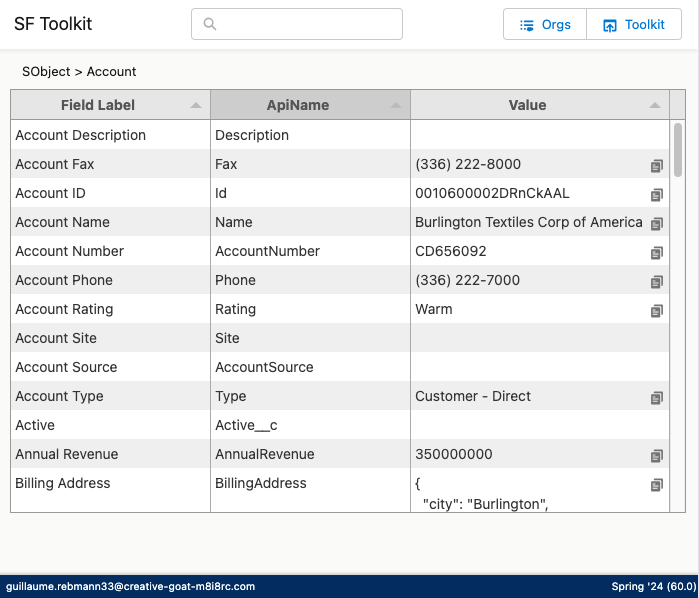 SF Toolkit
Orgs
Toolkit
SObject > Account
Field Label ApiName Value
Account Description Description
Account Fax Fax (336) 222-8000
Account ID Id 0010600002DRnCkAAL
Account Name Name Burlington Textiles Corp of America
Account Number AccountNumber CD656092
Account Phone Phone (336) 222-7000
Account Rating Rating Warm
Account Site Site
Account Source AccountSource
Account Type Type Customer - Direct
Active Active__c
Annual Revenue AnnualRevenue 350000000
Billing Address BillingAddress {
"city": "Burlington",
guillaume.rebmann33@creative-goat-m8i8rc.com Spring '24 (60.0)